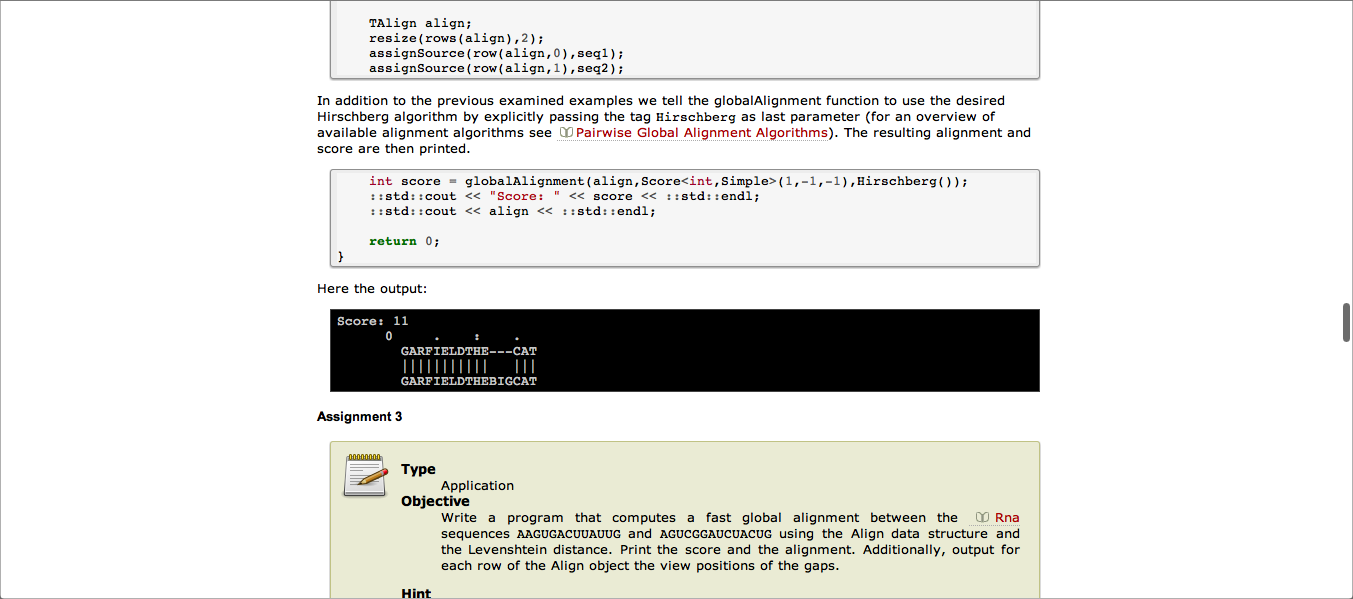 TAlign align;
resize(rows(align),2);
assignSource(row(align,0),seq1);
assignSource(row(align,1),seq2);
In addition to the previous examined examples we tell the globalAlignment function to use the desired
Hirschberg algorithm by explicitly passing the tag Hirschberg as last parameter (for an overview of
available alignment algorithms see Pairwise Global Alignment Algorithms). The resulting alignment and
score are then printed.
int score = globalAlignment(align,Score<int,Simple>(1,-1,-1),Hirschberg());
::std::cout << "Score: " << score << ::std::endl;
::std::cout << align << ::std::endl;
return 0;
}
Here the output:
Score: 11
0 . : .
GARFIELDTHE---CAT
||||||||||| |||
GARFIELDTHEBIGCAT
Assignment 3
Type
Application
Objective
Write a program that computes a fast global alignment between the Rna
sequences AAGUGACUUAUUG and AGUCGGAUCUACUG using the Align data structure and
the Levenshtein distance. Print the score and the alignment. Additionally, output for
each row of the Align object the view positions of the gaps.
Hint